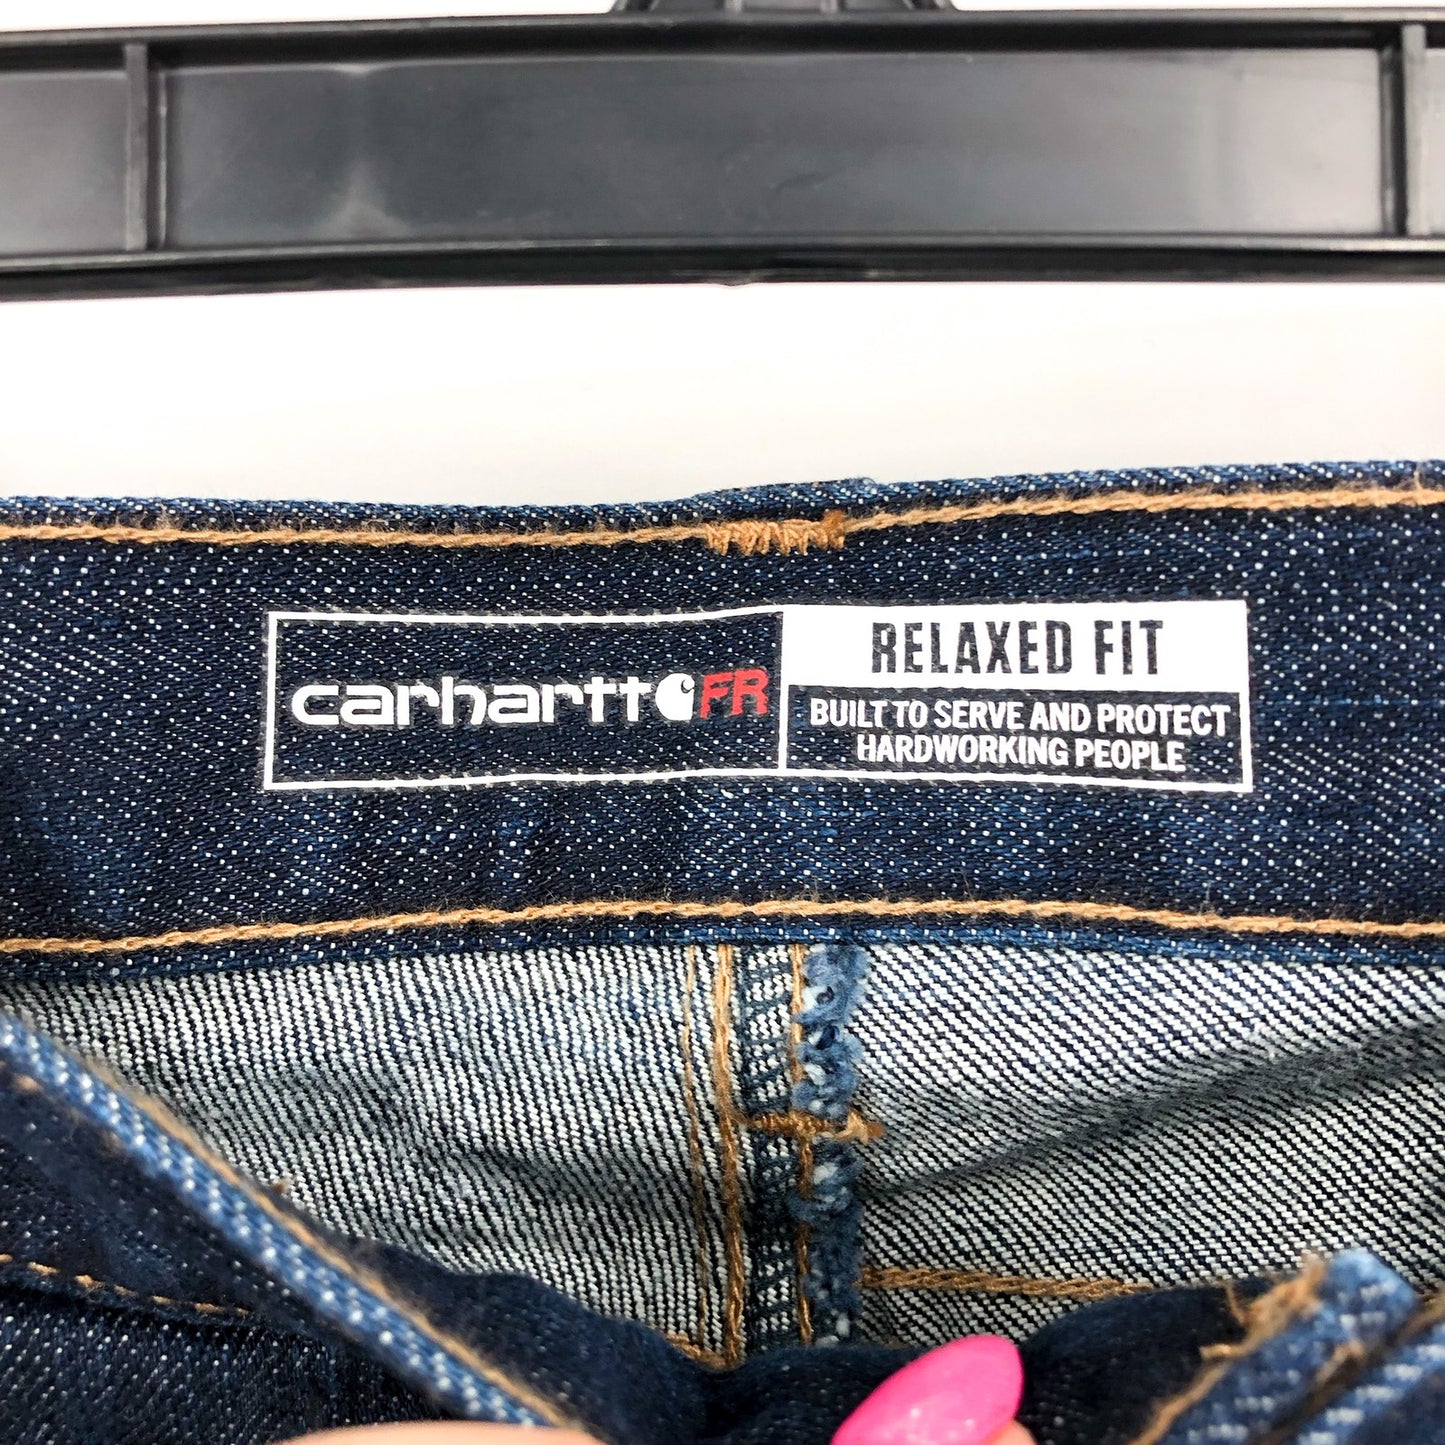 carhartt FR
RELAXED FIT
BUILT TO SERVE AND PROTECT
HARDWORKING PEOPLE